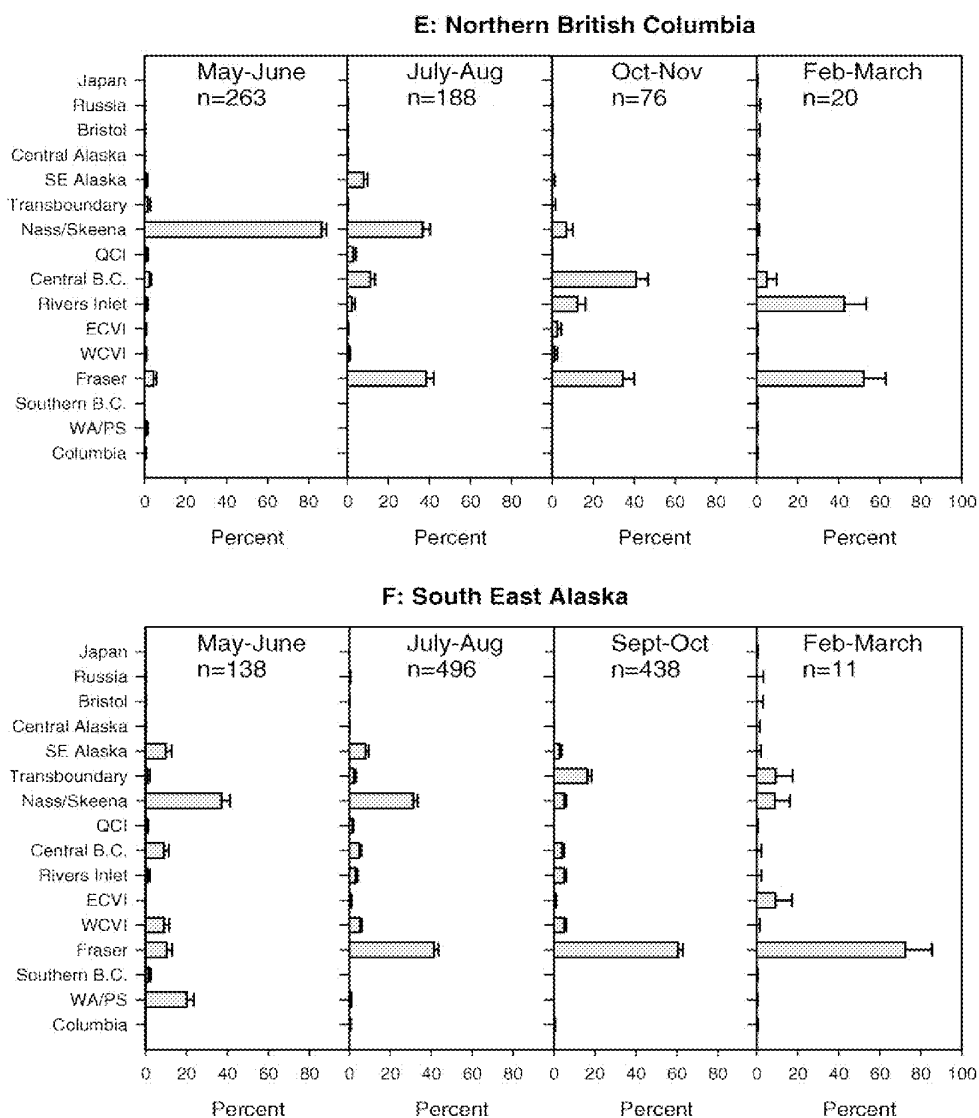 E: Northern British Columbia
May-June July-Aug Oct-Nov Feb-March
n=263 n=188 n=76 n=20
Japan
Russia
Bristol
Central Alaska
SE Alaska
Transboundary
Nass/Skeena
QCI
Central B.C.
Rivers Inlet
ECVI
WCVI
Fraser
Southern B.C.
WA/PS
Columbia
0 20 40 60 80 0 20 40 60 80 0 20 40 60 80 0 20 40 60 80 100
Percent Percent Percent Percent
F: South East Alaska
May-June July-Aug Sept-Oct Feb-March
n=138 n=496 n=438 n=11
Japan
Russia
Bristol
Central Alaska
SE Alaska
Transboundary
Nass/Skeena
QCI
Central B.C.
Rivers Inlet
ECVI
WCVI
Fraser
Southern B.C.
WA/PS
Columbia
0 20 40 60 80 0 20 40 60 80 0 20 40 60 80 0 20 40 60 80 100
Percent Percent Percent Percent